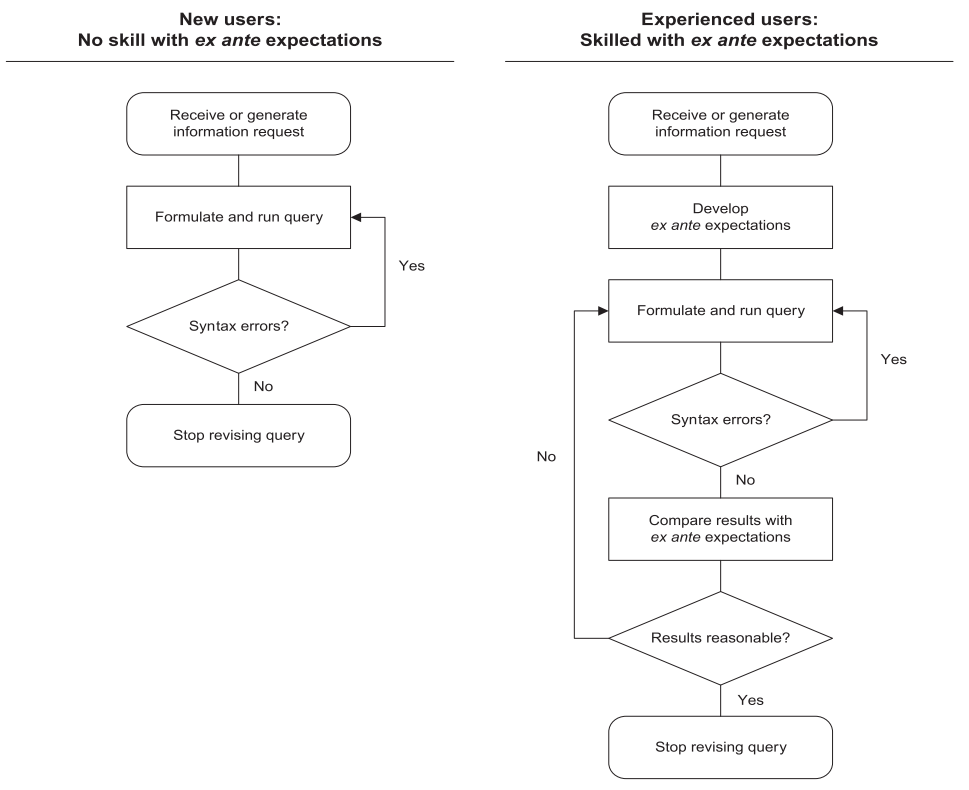 New users:
No skill with ex ante expectations
Receive or generate
information request
Formulate and run query
Yes
Syntax errors?
No
Stop revising query
Experienced users:
Skilled with ex ante expectations
Receive or generate
information request
Develop
ex ante expectations
Formulate and run query
Yes
Syntax errors?
No
No
Compare results with
ex ante expectations
Results reasonable?
Yes
Stop revising query